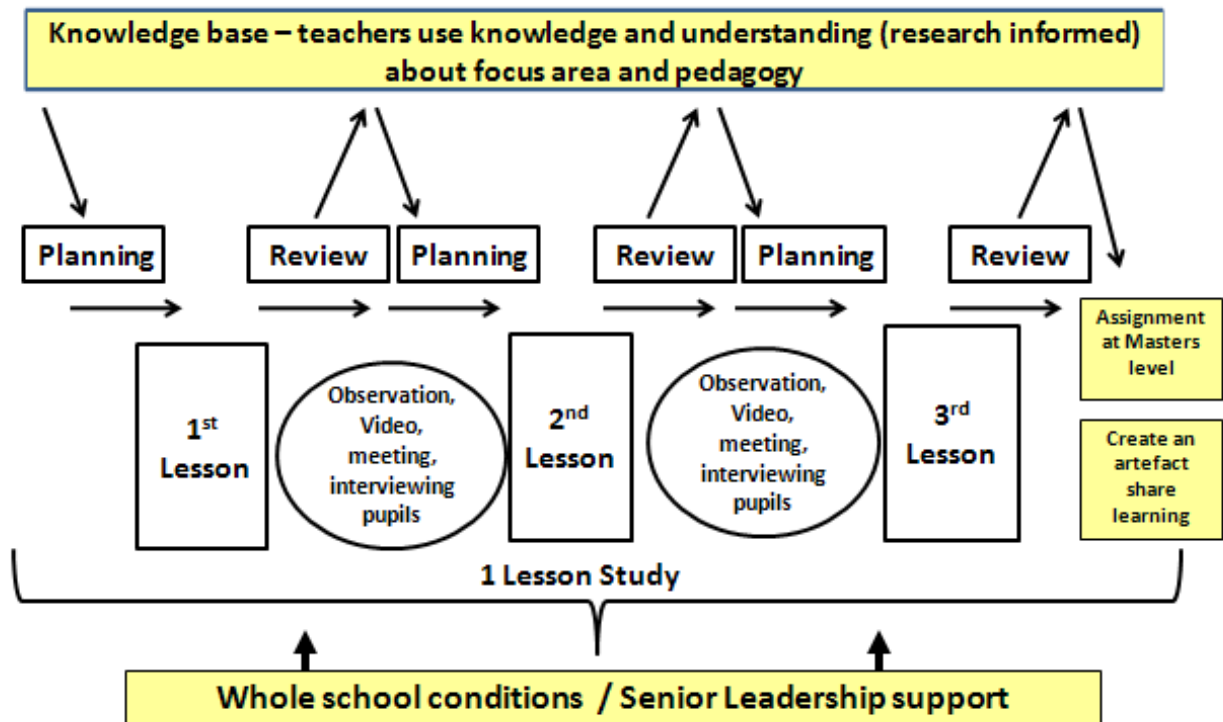 Knowledge base – teachers use knowledge and understanding (research informed)
about focus area and pedagogy
Planning
Review
Planning
Review
Planning
Review
1st
Lesson
Observation,
Video,
meeting,
interviewing
pupils
2nd
Lesson
Observation,
Video,
meeting,
interviewing
pupils
3rd
Lesson
Assignment
at Masters
level
Create an
artefact
share
learning
1 Lesson Study
Whole school conditions / Senior Leadership support